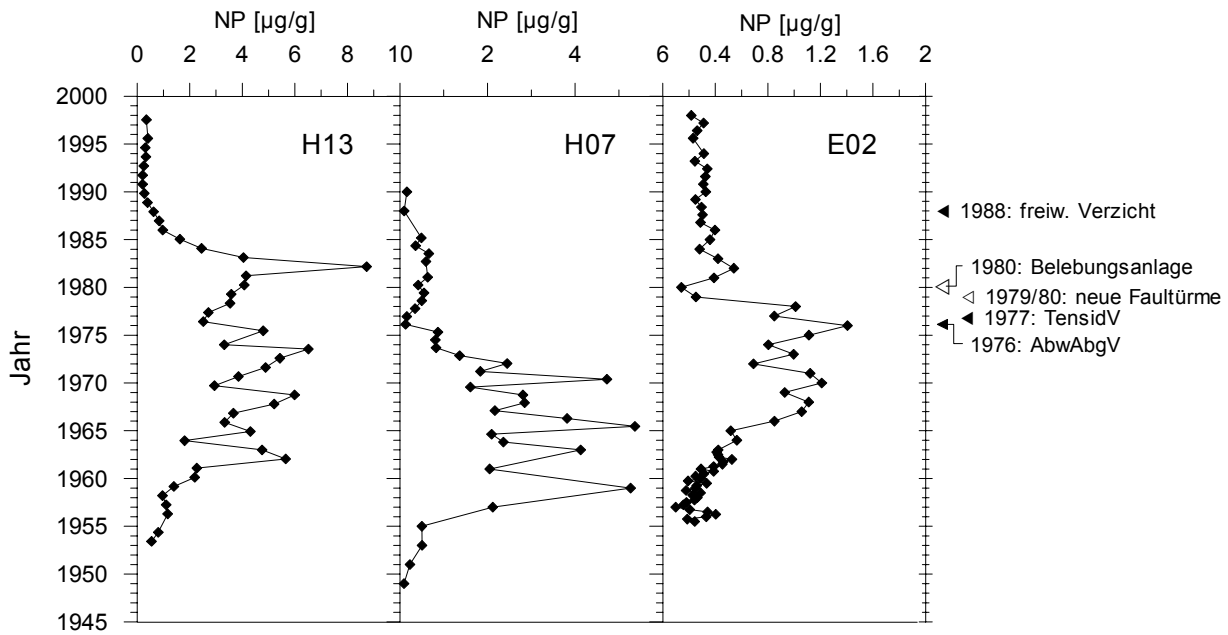 NP [µg/g] NP [µg/g] NP [µg/g]
0 2 4 6 8 10 2 4 6 0.4 0.8 1.2 1.6 2
2000
H13 H07 E02
1995
1990
1988: freiw. Verzicht
1985
1980: Belebungsanlage
1980
1979/80: neue Faultürme
1977: TensidV
1975
1976: AbwAbgV
Jahr
1970
1965
1960
1955
1950
1945